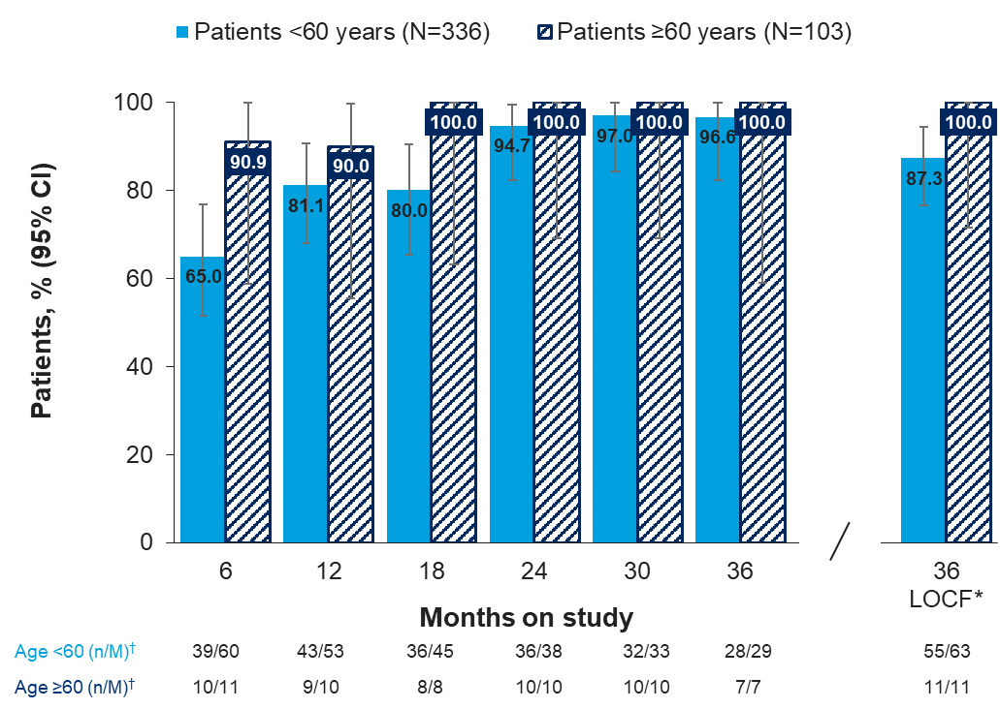 Patients <60 years (N=336) Patients ≥60 years (N=103)
Patients, % (95% CI)
100
80
60
40
20
0
65.0 90.9 81.1 90.0 80.0 100.0 94.7 100.0 97.0 100.0 96.6 100.0 87.3 100.0
6 12 18 24 30 36 / 36
LOCF*
Months on study
Age <60 (n/M)† 39/60 43/53 36/45 36/38 32/33 28/29 55/63
Age ≥60 (n/M)† 10/11 9/10 8/8 10/10 10/10 7/7 11/11